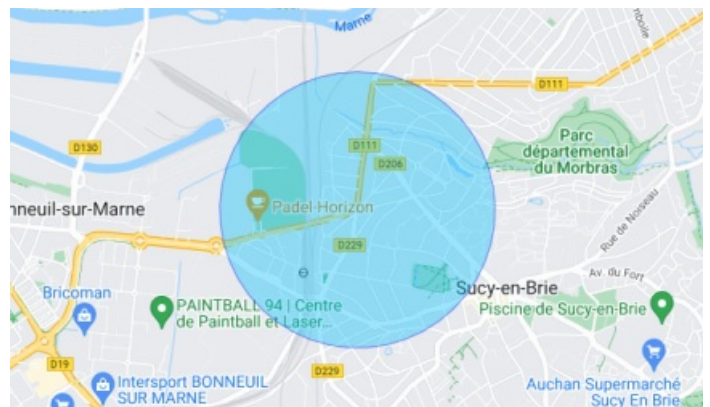 Marne
D111
D130
D111
D206
Parc
départemental
du Morbras
nneuil-sur-Marne
Padel Horizon
Rue de Noiseau
D229
Av. du Fort
Bricoman
PAINTBALL 94 | Centre
de Paintball et Laser...
Sucy-en-Brie
Piscine de Sucy-en-Brie
D19
D229
Intersport BONNEUIL
SUR MARNE
Auchan Supermarché
Sucy En Brie